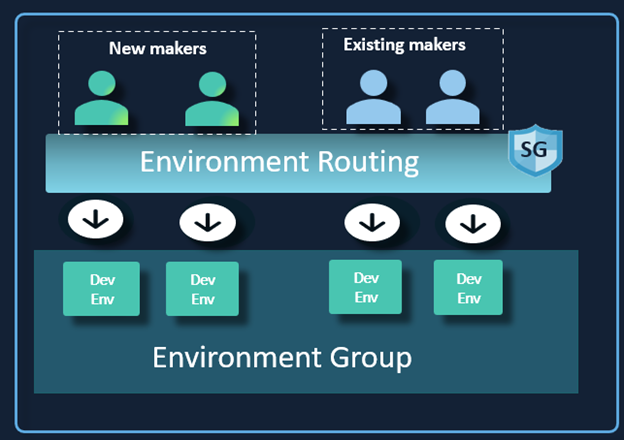 New makers
Existing makers
Environment Routing
SG
Dev
Env
Dev
Env
Dev
Env
Dev
Env
Environment Group